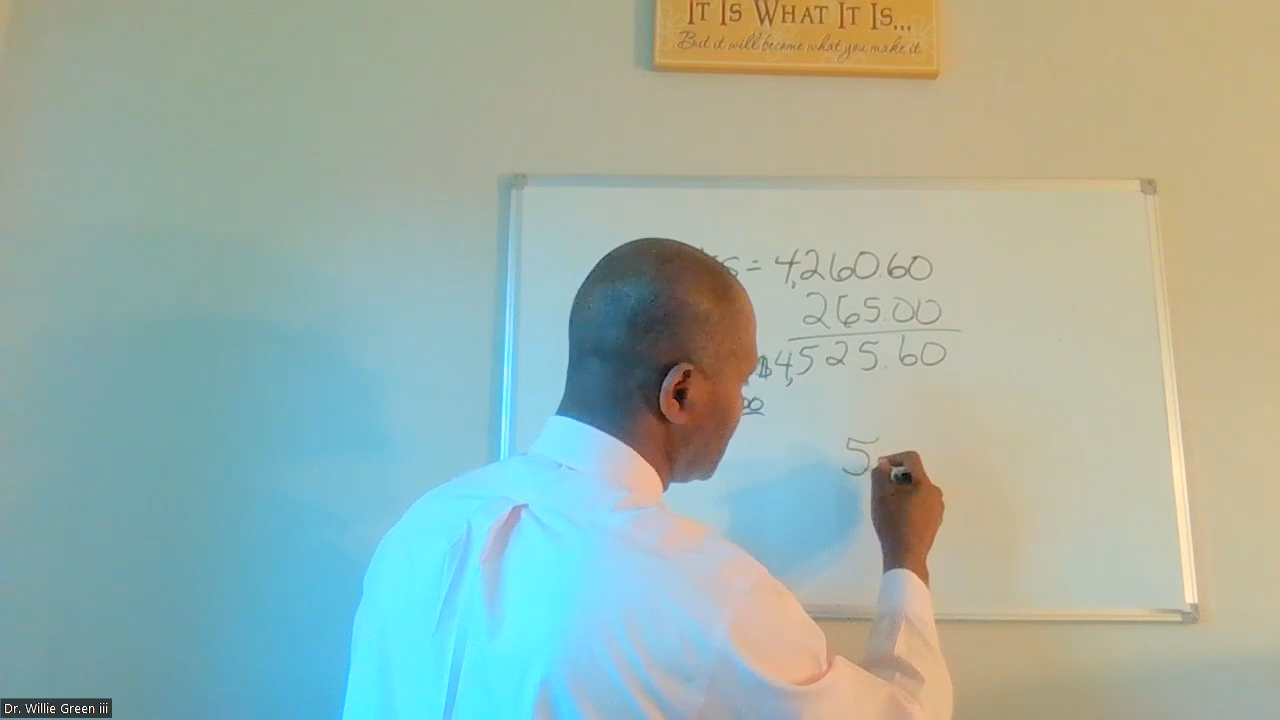 IT IS WHAT IT IS...
But it will become what you make it
= 4,260.60
265.00
$4,525.60
00
5
Dr. Willie Green iii